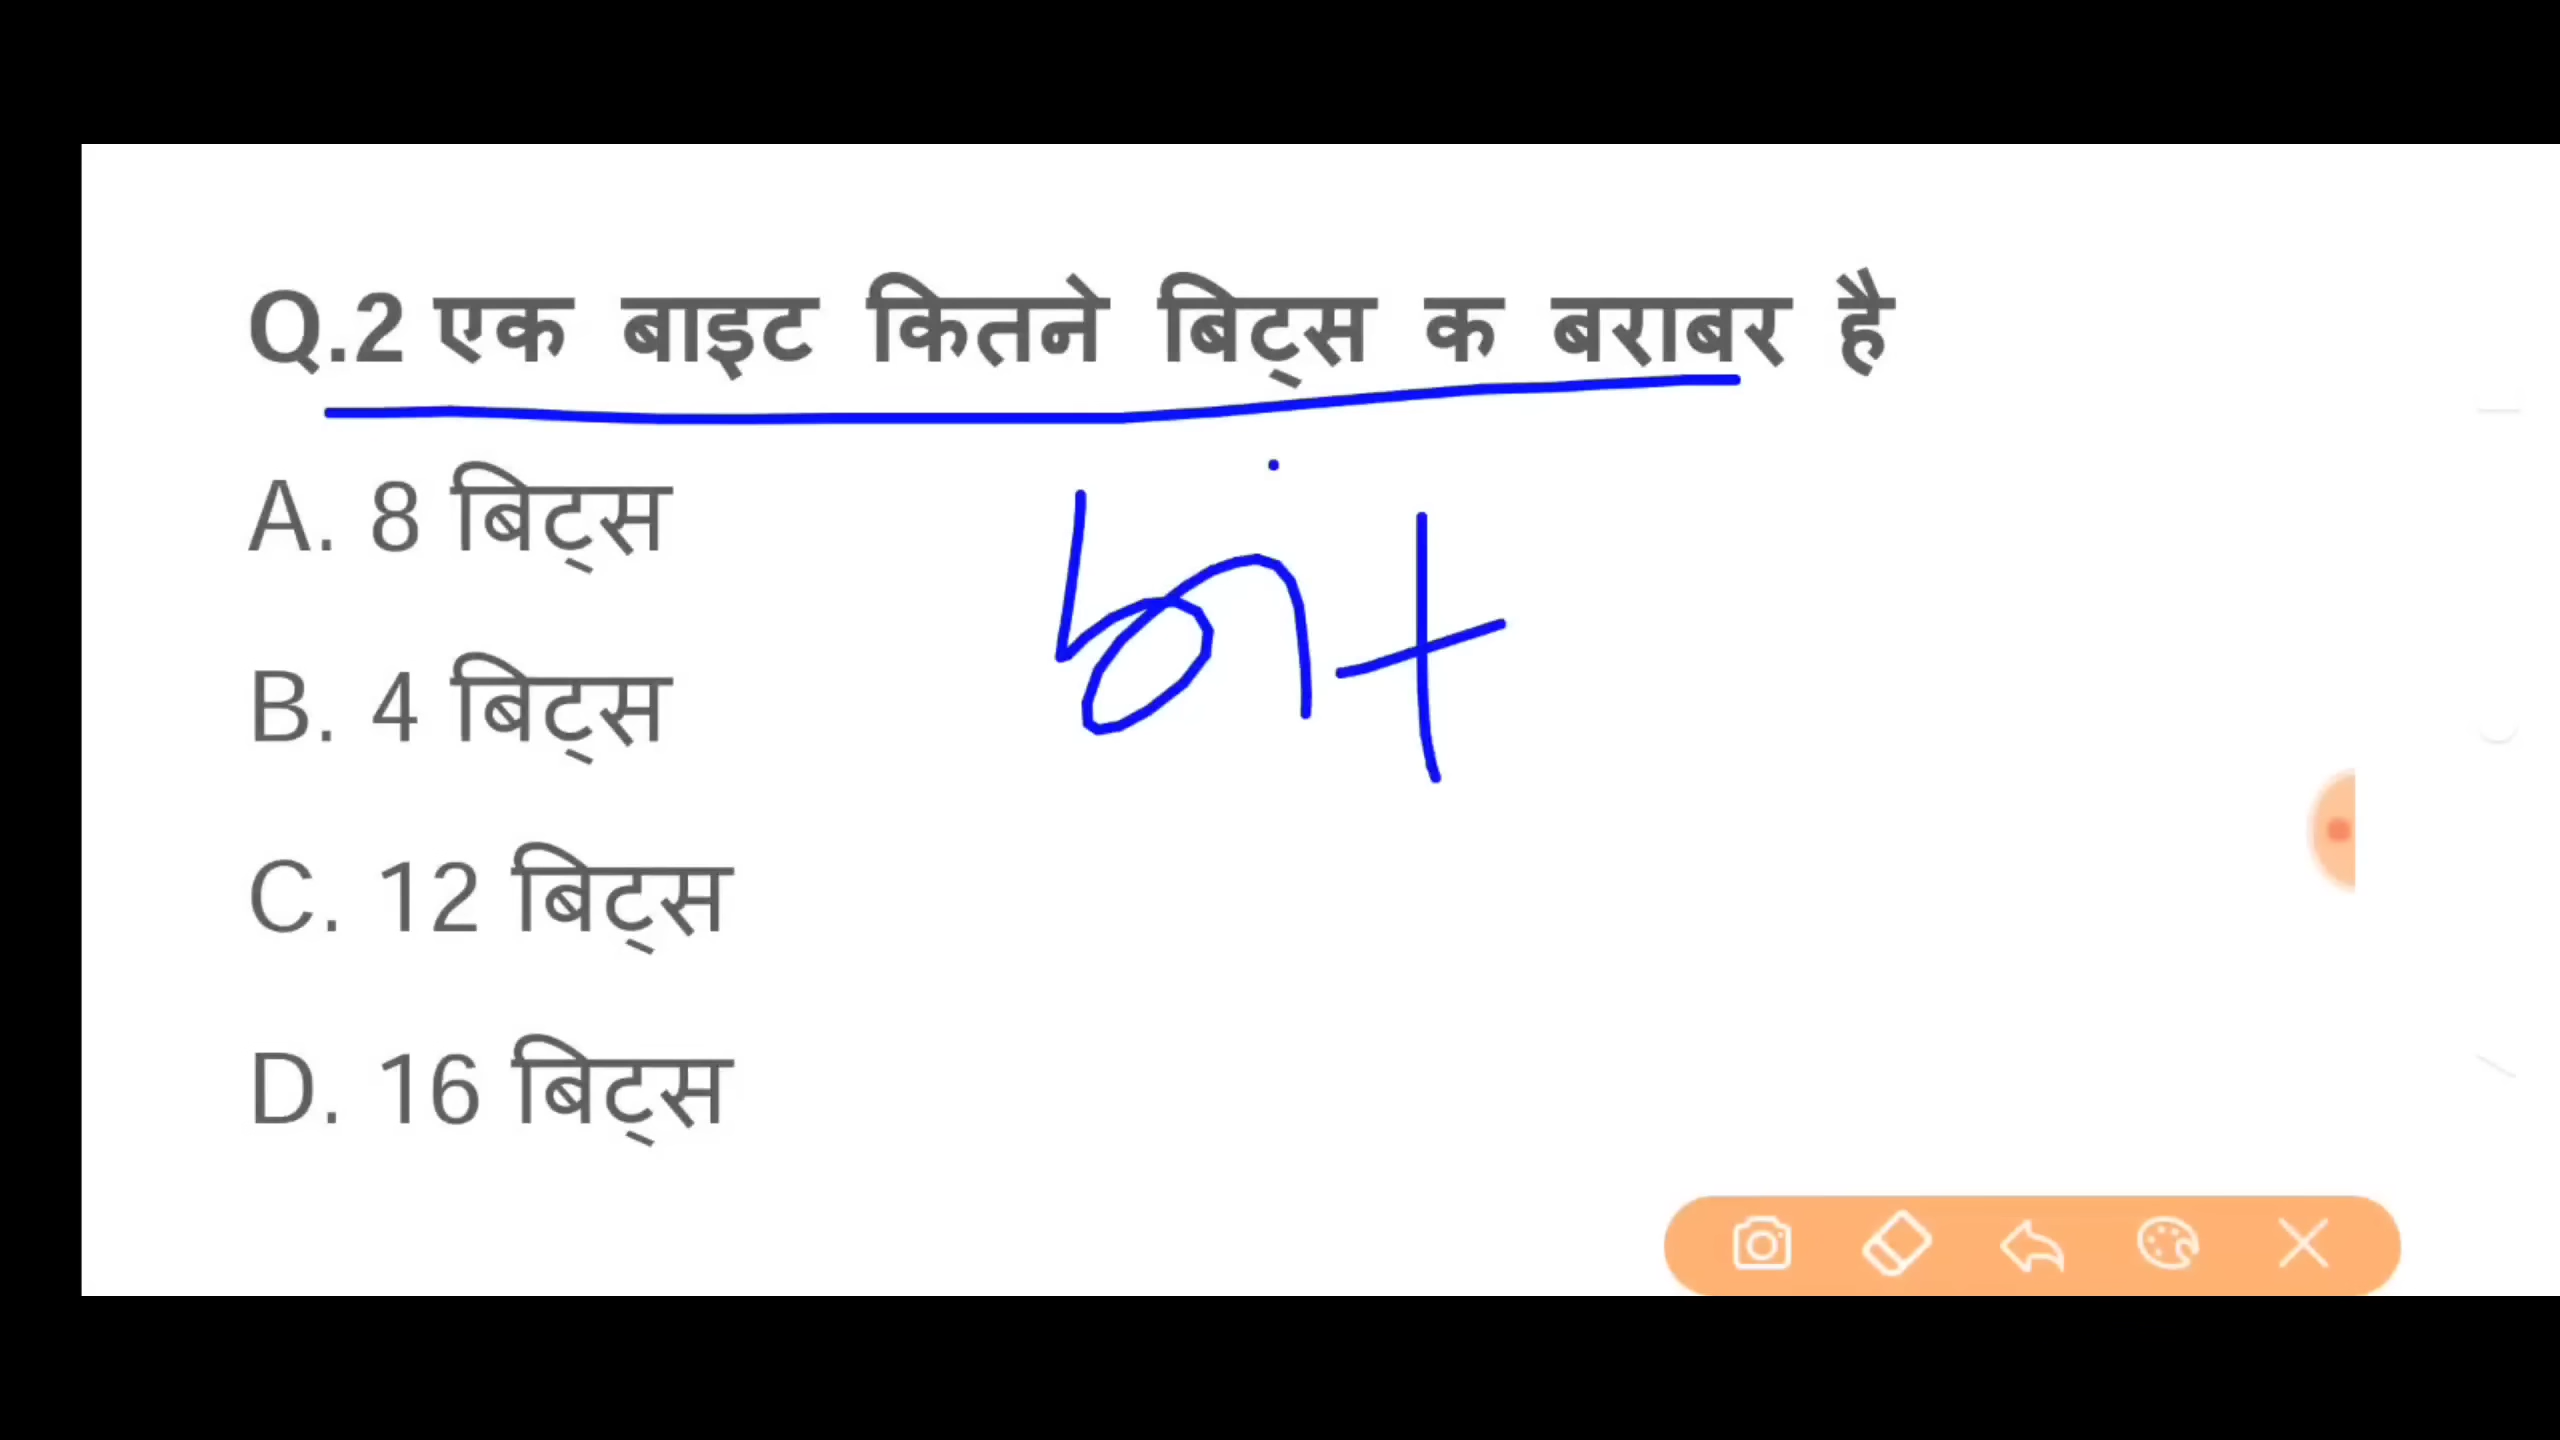 Q.2 एक बाइट कितने बिट्स क बराबर है
A. 8 बिट्स
bit
B. 4 बिट्स
C. 12 बिट्स
D. 16 बिट्स